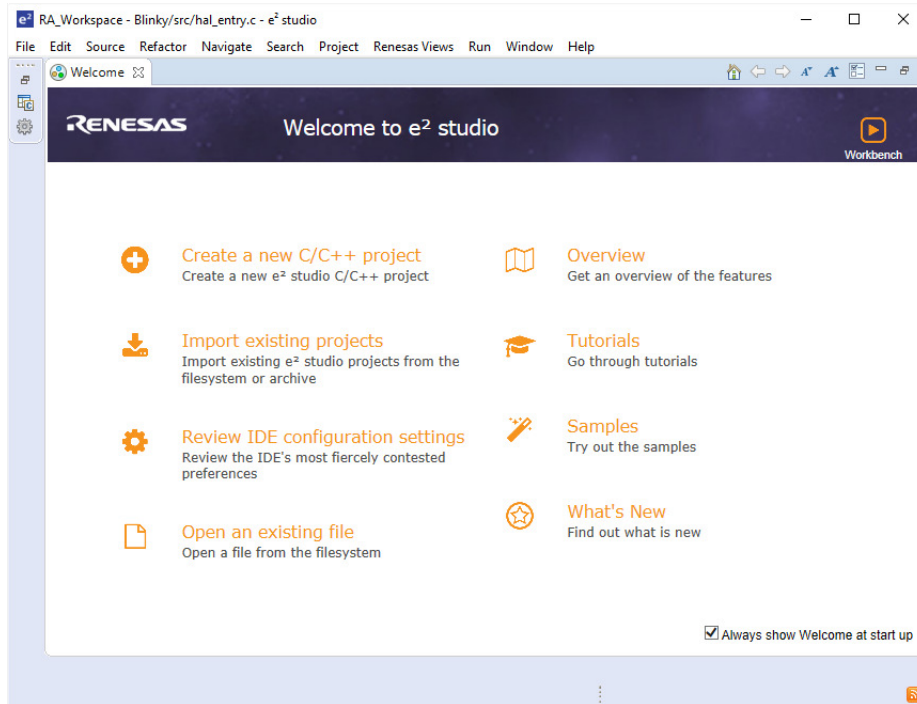 RA_Workspace - Blinky/src/hal_entry.c - e² studio
File Edit Source Refactor Navigate Search Project Renesas Views Run Window Help
Welcome
RENESAS
Welcome to e² studio
Workbench
Create a new C/C++ project
Create a new e² studio C/C++ project
Import existing projects
Import existing e² studio projects from the
filesystem or archive
Review IDE configuration settings
Review the IDE's most fiercely contested
preferences
Open an existing file
Open a file from the filesystem
Overview
Get an overview of the features
Tutorials
Go through tutorials
Samples
Try out the samples
What's New
Find out what is new
Always show Welcome at start up